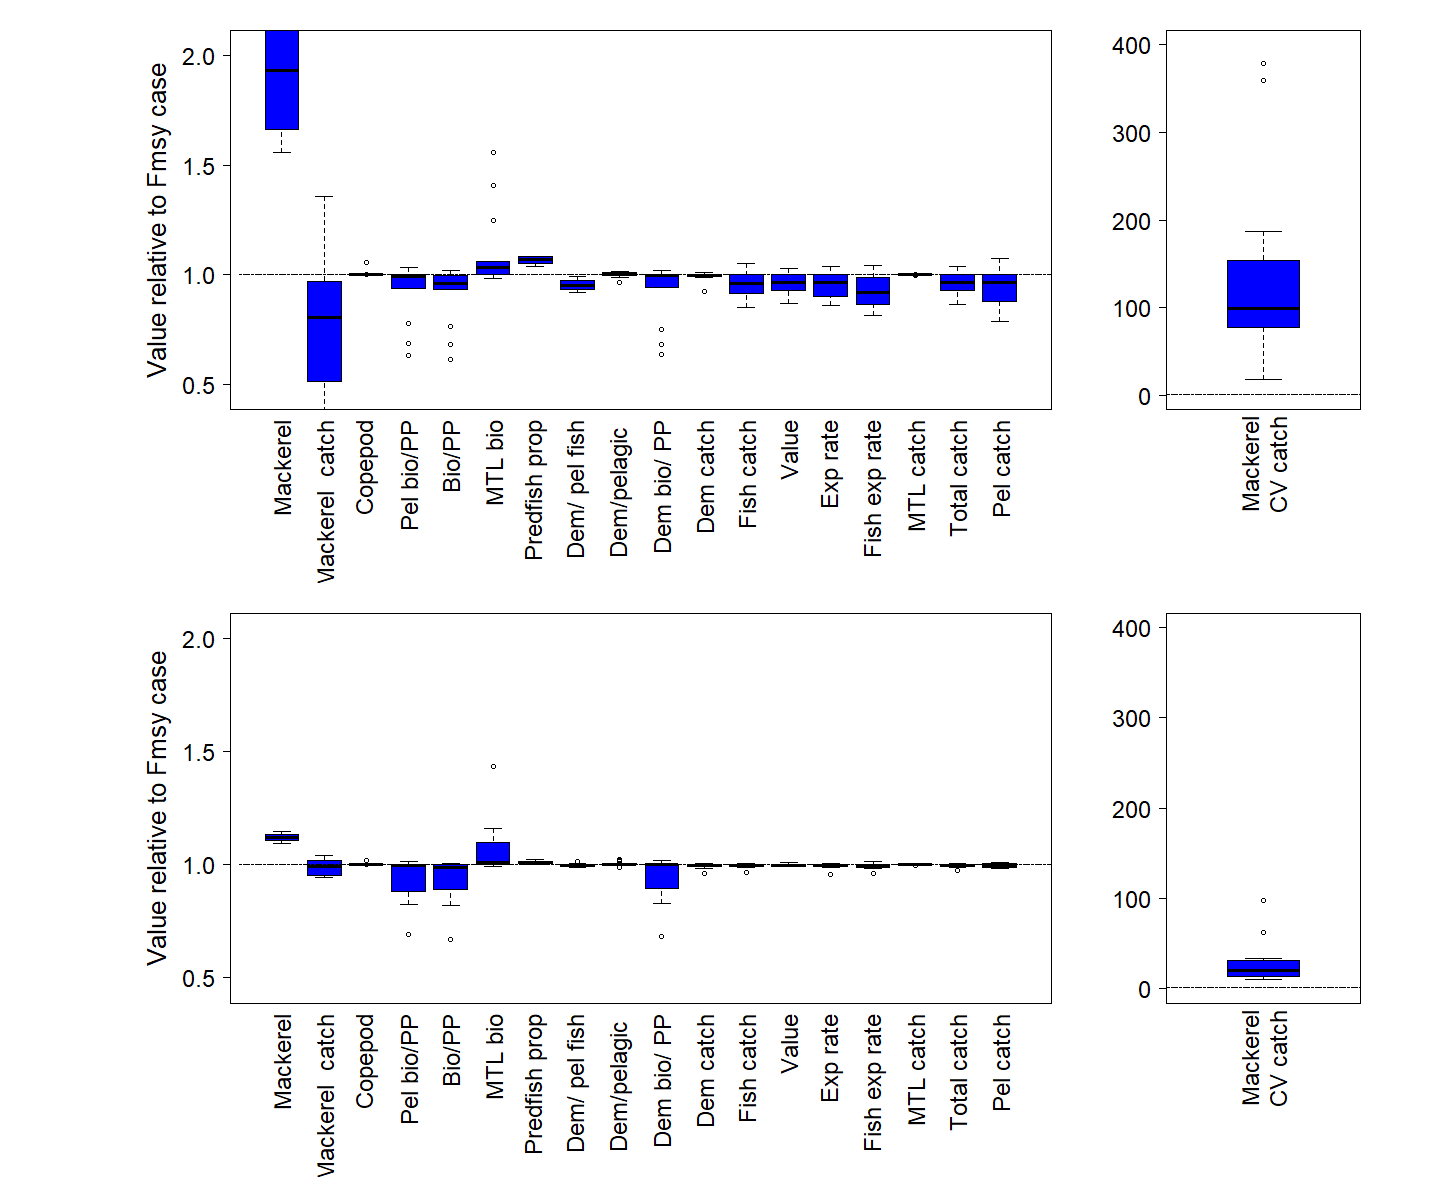 Value relative to Fmsy case
2.0
1.5
1.0
0.5
Mackerel
Mackerel  catch
Copepod
Pel bio/PP
Bio/PP
MTL bio
Predfish prop
Dem/ pel fish
Dem/pelagic
Dem bio/ PP
Dem catch
Fish catch
Value
Exp rate
Fish exp rate
MTL catch
Total catch
Pel catch
400
300
200
100
0
Mackerel
CV catch
Value relative to Fmsy case
2.0
1.5
1.0
0.5
Mackerel
Mackerel  catch
Copepod
Pel bio/PP
Bio/PP
MTL bio
Predfish prop
Dem/ pel fish
Dem/pelagic
Dem bio/ PP
Dem catch
Fish catch
Value
Exp rate
Fish exp rate
MTL catch
Total catch
Pel catch
400
300
200
100
0
Mackerel
CV catch